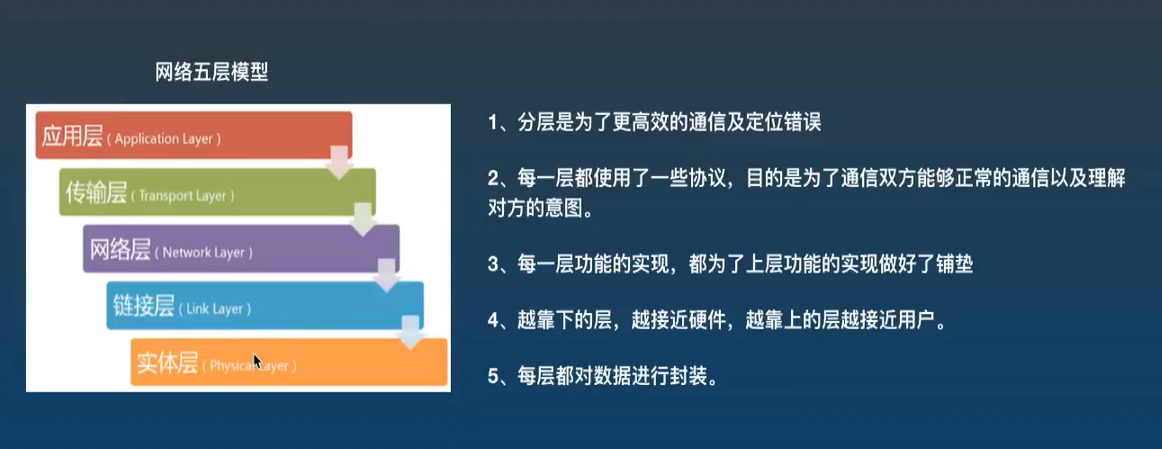 网络五层模型
应用层 ( Application Layer )
传输层 ( Transport Layer )
网络层 ( Network Layer )
链接层 ( Link Layer )
实体层 ( Physical Layer )
1、分层是为了更高效的通信及定位错误
2、每一层都使用了一些协议，目的是为了通信双方能够正常的通信以及理解
对方的意图。
3、每一层功能的实现，都为了上层功能的实现做好了铺垫
4、越靠下的层，越接近硬件，越靠上的层越接近用户。
5、每层都对数据进行封装。